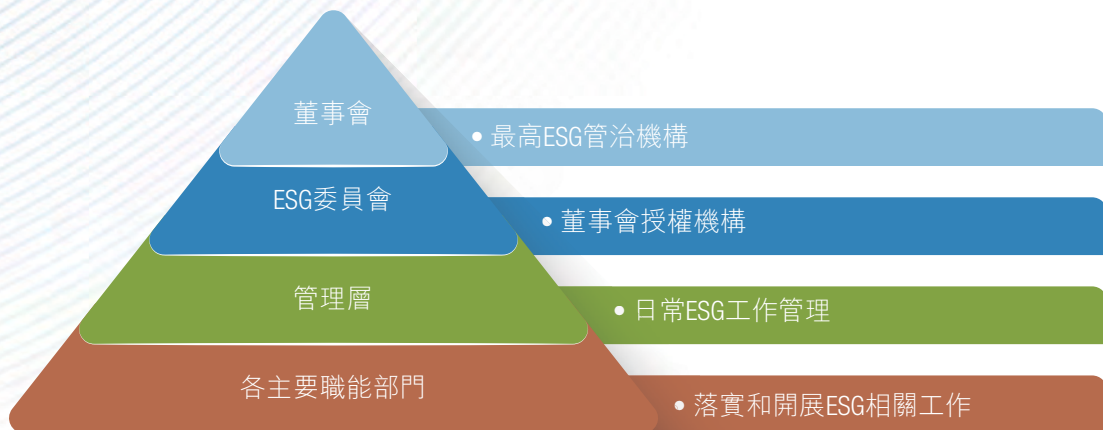 董事會
• 最高ESG管治機構
ESG委員會
• 董事會授權機構
管理層
• 日常ESG工作管理
各主要職能部門
• 落實和開展ESG相關工作